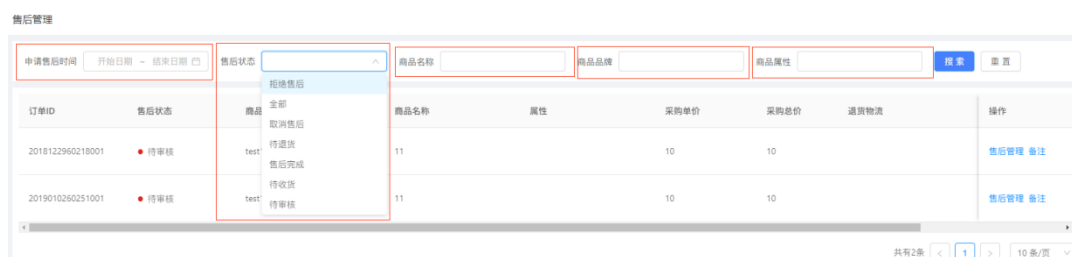 售后管理
申请售后时间 开始日期 ~ 结束日期 售后状态 商品名称 商品品牌 商品属性 搜索 重置
拒绝售后
全部
取消售后
待退货
售后完成
待收货
待审核
订单ID 售后状态 商品 商品名称 属性 采购单价 采购总价 退货物流 操作
2018122960218001 待审核 test 11 10 10 售后管理 备注
2019010260251001 待审核 test 11 10 10 售后管理 备注
共有2条 < 1 > 10 条/页